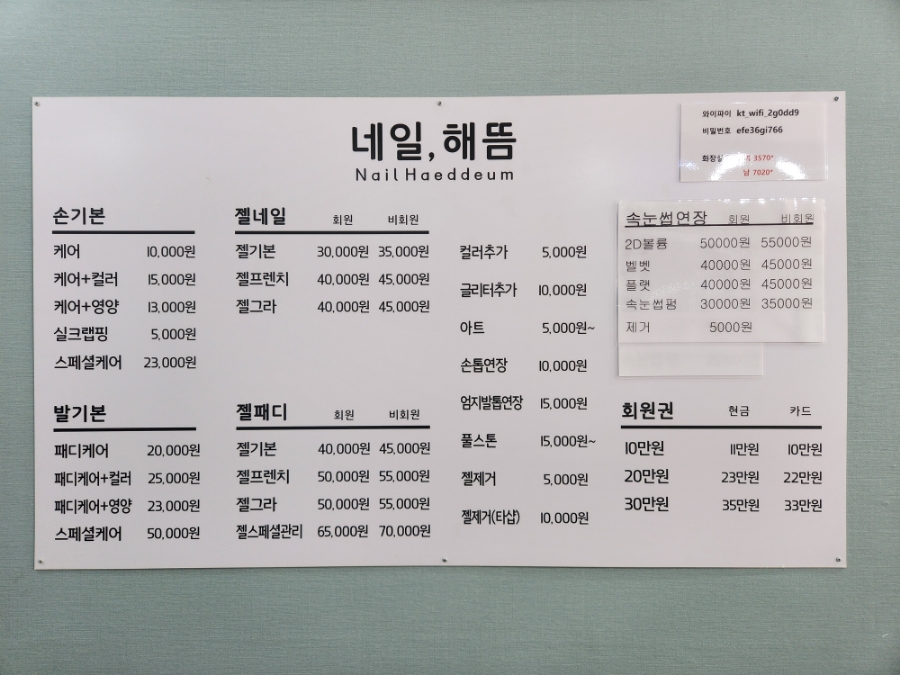 네일, 해뜸
Nail Haeddeum
와이파이 kt_wifi_2g0dd9
비밀번호 efe36gi766
화장실 3570*
남 7020*
손기본
케어 10,000원
케어+컬러 15,000원
케어+영양 13,000원
실크랩핑 5,000원
스페셜케어 23,000원
발기본
패디케어 20,000원
패디케어+컬러 25,000원
패디케어+영양 23,000원
스페셜케어 50,000원
젤네일 회원 비회원
젤기본 30,000원 35,000원
젤프렌치 40,000원 45,000원
젤그라 40,000원 45,000원
젤패디 회원 비회원
젤기본 40,000원 45,000원
젤프렌치 50,000원 55,000원
젤그라 50,000원 55,000원
젤스페셜관리 65,000원 70,000원
컬러추가 5,000원
글리터추가 10,000원
아트 5,000원~
손톱연장 10,000원
엄지발톱연장 15,000원
풀스톤 15,000원~
젤제거 5,000원
젤제거(타샵) 10,000원
속눈썹연장 회원 비회원
2D볼륨 50000원 55000원
벨벳 40000원 45000원
플랫 40000원 45000원
속눈썹펌 30000원 35000원
제거 5000원
회원권 현금 카드
10만원 11만원 10만원
20만원 23만원 22만원
30만원 35만원 33만원